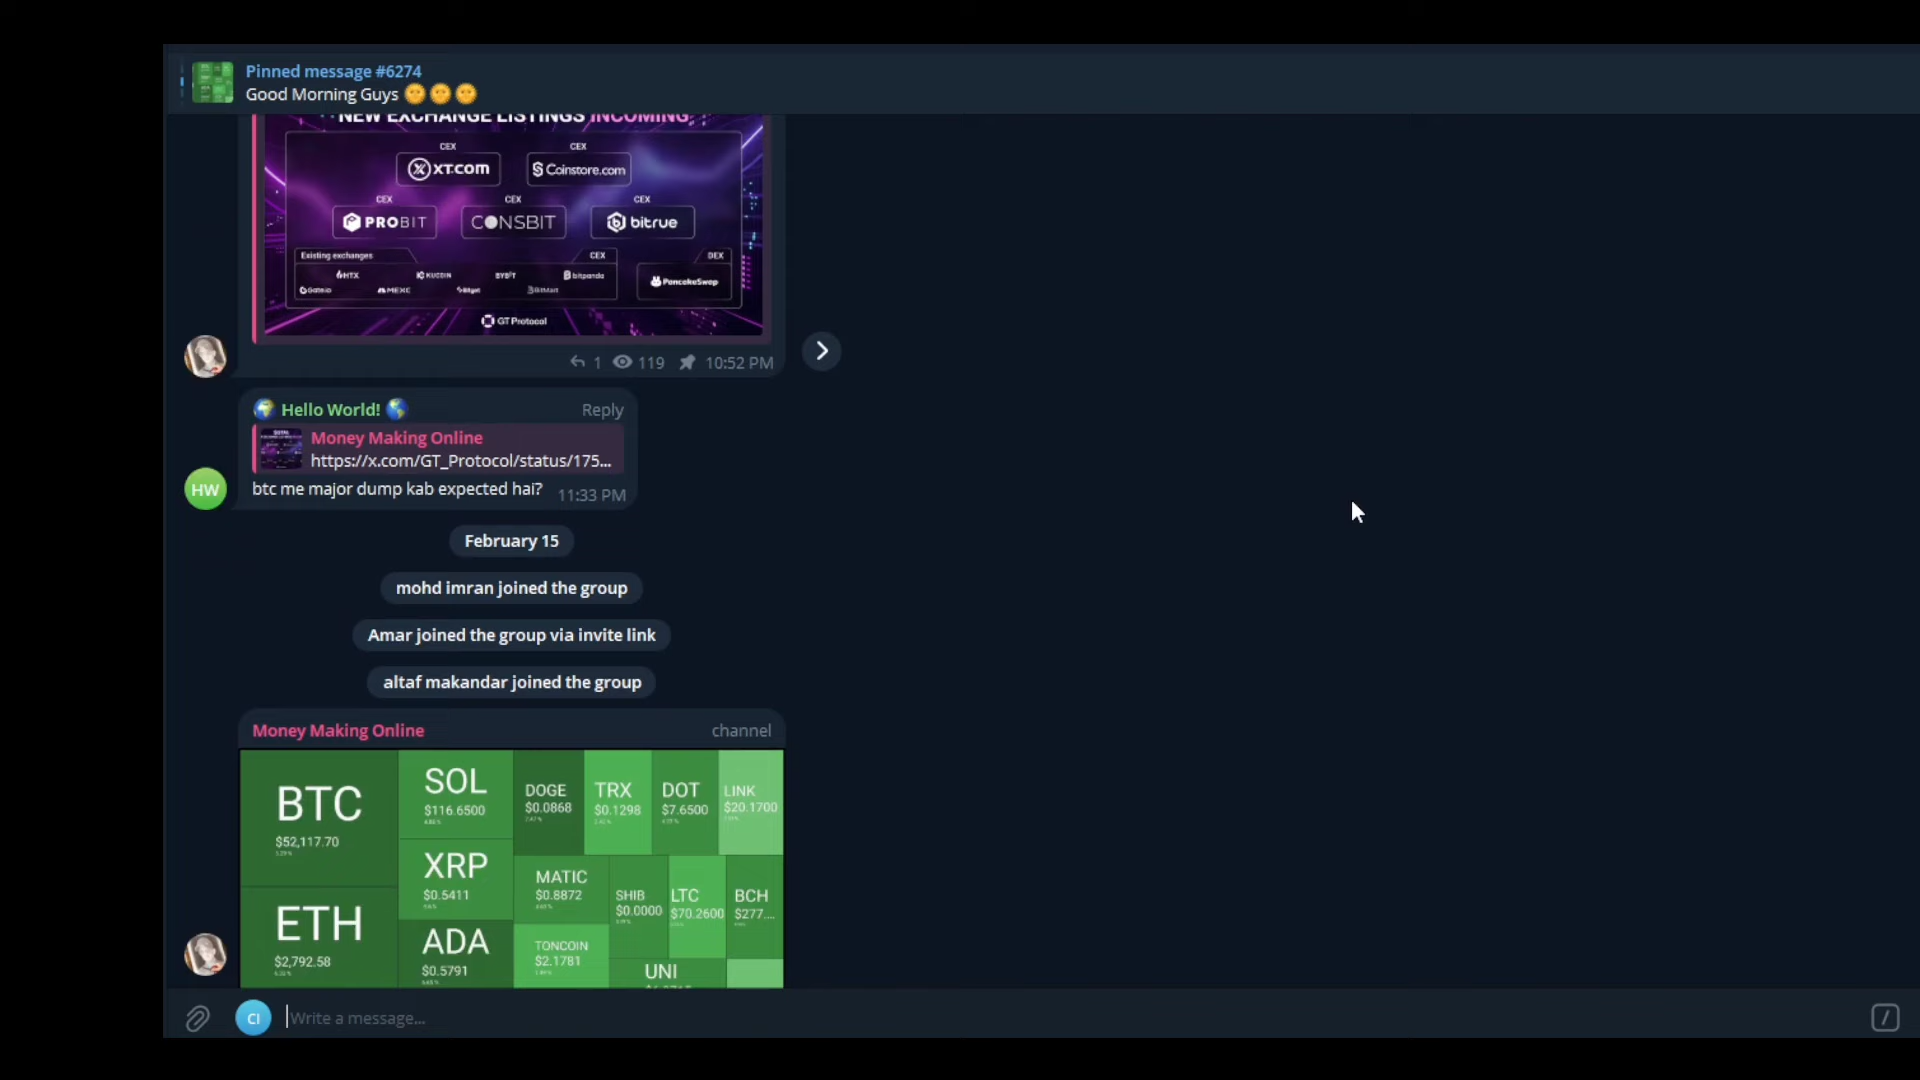 Pinned message #6274
Good Morning Guys 🌞🌞🌞
NEW EXCHANGE LISTINGS INCOMING
CEX CEX
XT.COM Coinstore.com
CEX CEX CEX
PROBIT CONSBIT bitrue
Existing exchanges CEX DEX
HTX KUCOIN BYBIT bitpanda PancakeSwap
Gate.io MEXC Bitget BitMart
GT Protocol
1 119 10:52 PM
🌍 Hello World! 🌎 Reply
Money Making Online
https://x.com/GT_Protocol/status/175...
HW
btc me major dump kab expected hai? 11:33 PM
February 15
mohd imran joined the group
Amar joined the group via invite link
altaf makandar joined the group
Money Making Online channel
BTC
$52,117.70
SOL
$116.6500
DOGE
$0.0868
TRX
$0.1298
DOT
$7.6500
LINK
$20.1700
XRP
$0.5411
MATIC
$0.8872
SHIB
$0.0000
LTC
$70.2600
BCH
$277....
ETH
$2,792.58
ADA
$0.5791
TONCOIN
$2.1781
UNI
CI
Write a message...